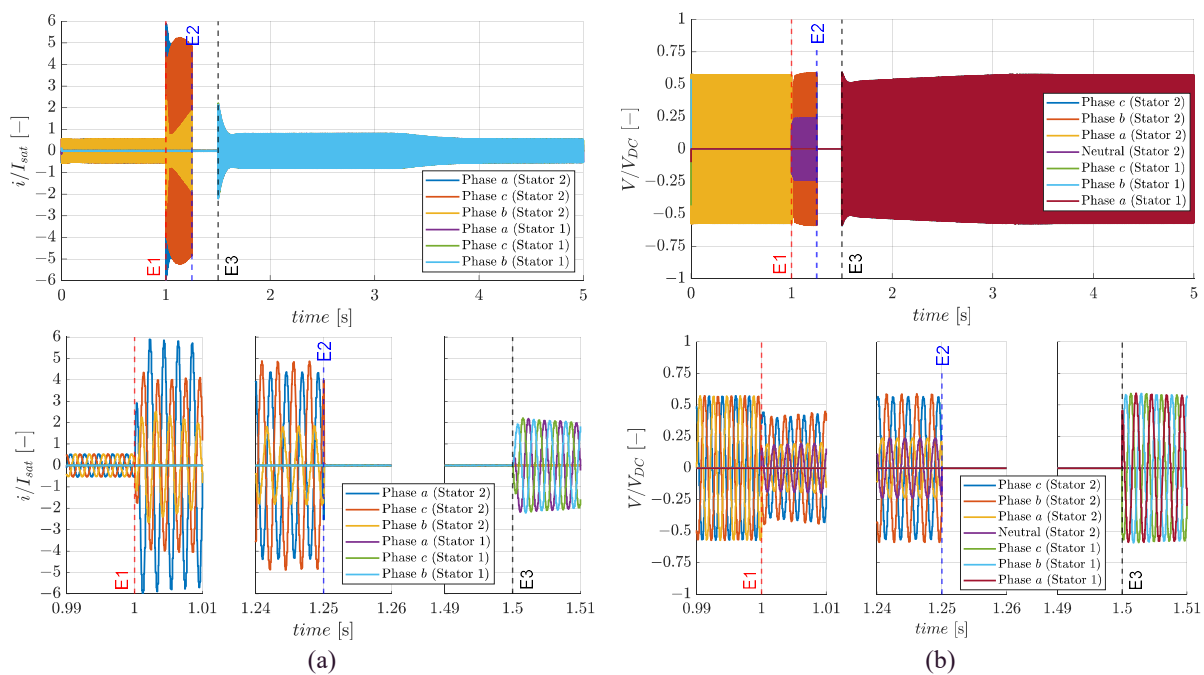 6
5
4
3
2
1
0
−1
−2
−3
−4
−5
−6
i/I_sat [−]
E1
E2
E3
Phase a (Stator 2)
Phase c (Stator 2)
Phase b (Stator 2)
Phase a (Stator 1)
Phase c (Stator 1)
Phase b (Stator 1)
0 1 2 3 4 5
time [s]
1
0.75
0.5
0.25
0
−0.25
−0.5
−0.75
−1
V/V_DC [−]
E1
E2
E3
Phase c (Stator 2)
Phase b (Stator 2)
Phase a (Stator 2)
Neutral (Stator 2)
Phase c (Stator 1)
Phase b (Stator 1)
Phase a (Stator 1)
0 1 2 3 4 5
time [s]
6
5
4
3
2
1
0
−1
−2
−3
−4
−5
−6
i/I_sat [−]
E1
E2
E3
Phase a (Stator 2)
Phase c (Stator 2)
Phase b (Stator 2)
Phase a (Stator 1)
Phase c (Stator 1)
Phase b (Stator 1)
0.99 1 1.01 1.24 1.25 1.26 1.49 1.5 1.51
time [s]
(a)
1
0.75
0.5
0.25
0
−0.25
−0.5
−0.75
−1
V/V_DC [−]
E1
E2
E3
Phase c (Stator 2)
Phase b (Stator 2)
Phase a (Stator 2)
Neutral (Stator 2)
Phase c (Stator 1)
Phase b (Stator 1)
Phase a (Stator 1)
0.99 1 1.01 1.24 1.25 1.26 1.49 1.5 1.51
time [s]
(b)